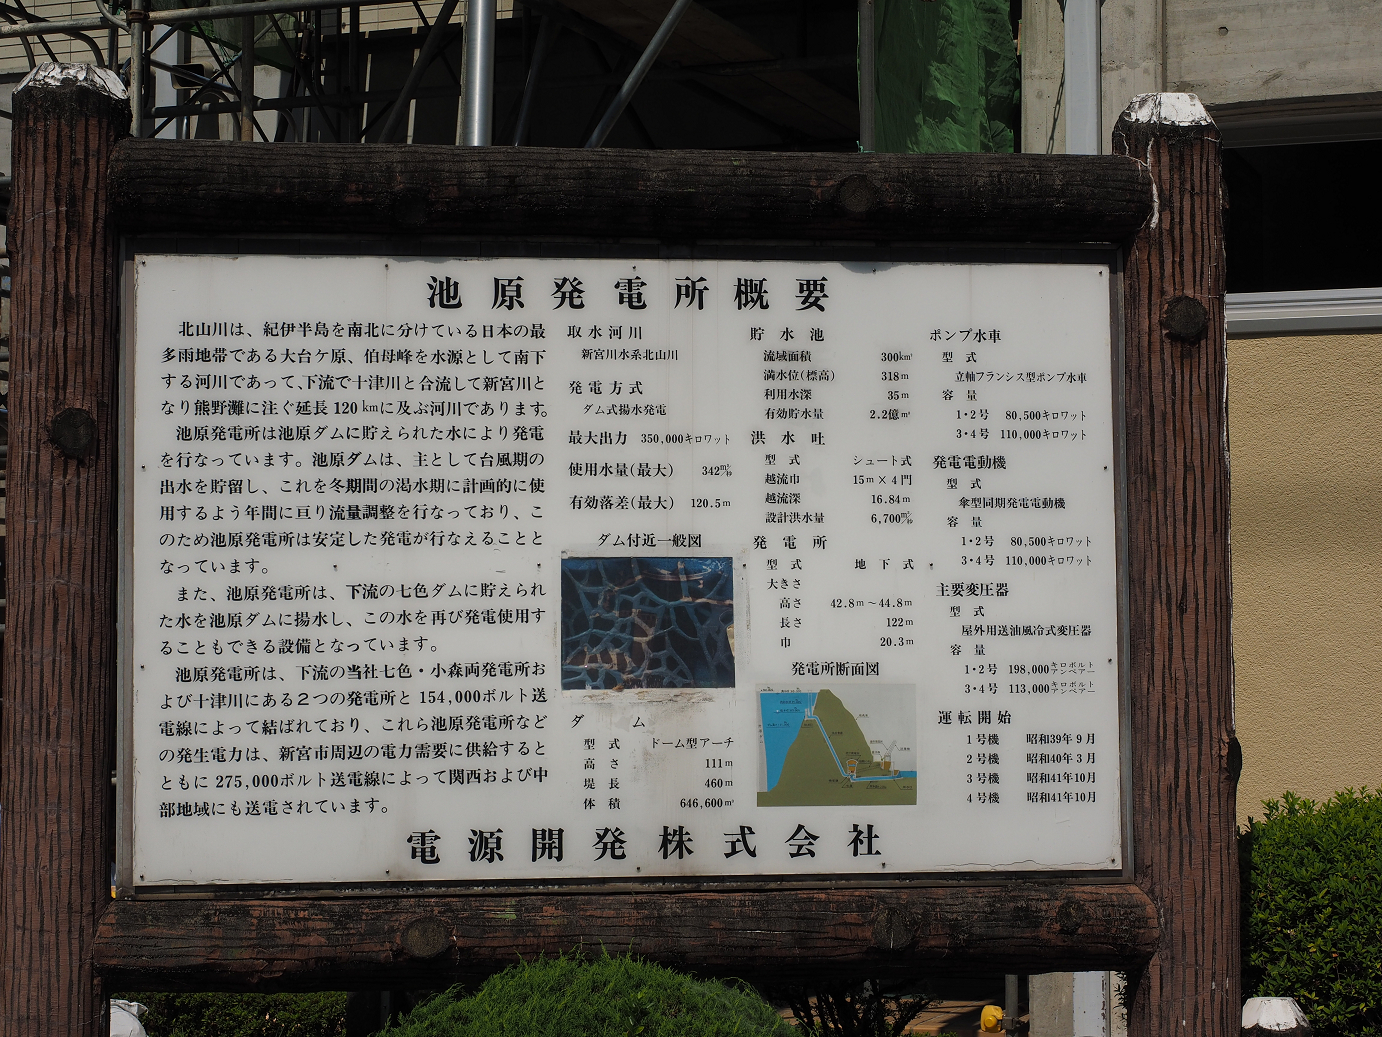 池原発電所概要
北山川は、紀伊半島を南北に分けている日本の最
多雨地帯である大台ケ原、伯母峰を水源として南下
する河川であって、下流で十津川と合流して新宮川と
なり熊野灘に注ぐ延長120㎞に及ぶ河川であります。
池原発電所は池原ダムに貯えられた水により発電
を行なっています。池原ダムは、主として台風期の
出水を貯留し、これを冬期間の渇水期に計画的に使
用するよう年間に亘り流量調整を行なっており、こ
のため池原発電所は安定した発電が行なえることと
なっています。
また、池原発電所は、下流の七色ダムに貯えられ
た水を池原ダムに揚水し、この水を再び発電使用す
ることもできる設備となっています。
池原発電所は、下流の当社七色・小森両発電所お
よび十津川にある2つの発電所と154,000ボルト送
電線によって結ばれており、これら池原発電所など
の発生電力は、新宮市周辺の電力需要に供給すると
ともに275,000ボルト送電線によって関西および中
部地域にも送電されています。
取水河川
新宮川水系北山川
発電方式
ダム式揚水発電
最大出力 350,000キロワット
使用水量(最大) 342㎥/秒
有効落差(最大) 120.5m
ダム付近一般図
ダム
型式 ドーム型アーチ
高さ 111m
堤長 460m
体積 646,600㎥
貯水池
流域面積 300㎢
満水位(標高) 318m
利用水深 35m
有効貯水量 2.2億㎥
洪水吐
型式 シュート式
越流巾 15m×4門
越流深 16.84m
設計洪水量 6,700㎥/秒
発電所
型式 地下式
大きさ
高さ 42.8m～44.8m
長さ 122m
巾 20.3m
発電所断面図
ポンプ水車
型式
立軸フランシス型ポンプ水車
容量
1・2号 80,500キロワット
3・4号 110,000キロワット
発電電動機
型式
傘型同期発電電動機
容量
1・2号 80,500キロワット
3・4号 110,000キロワット
主要変圧器
型式
屋外用送油風冷式変圧器
容量
1・2号 198,000キロボルトアンペアー
3・4号 113,000キロボルトアンペアー
運転開始
1号機 昭和39年9月
2号機 昭和40年3月
3号機 昭和41年10月
4号機 昭和41年10月
電源開発株式会社